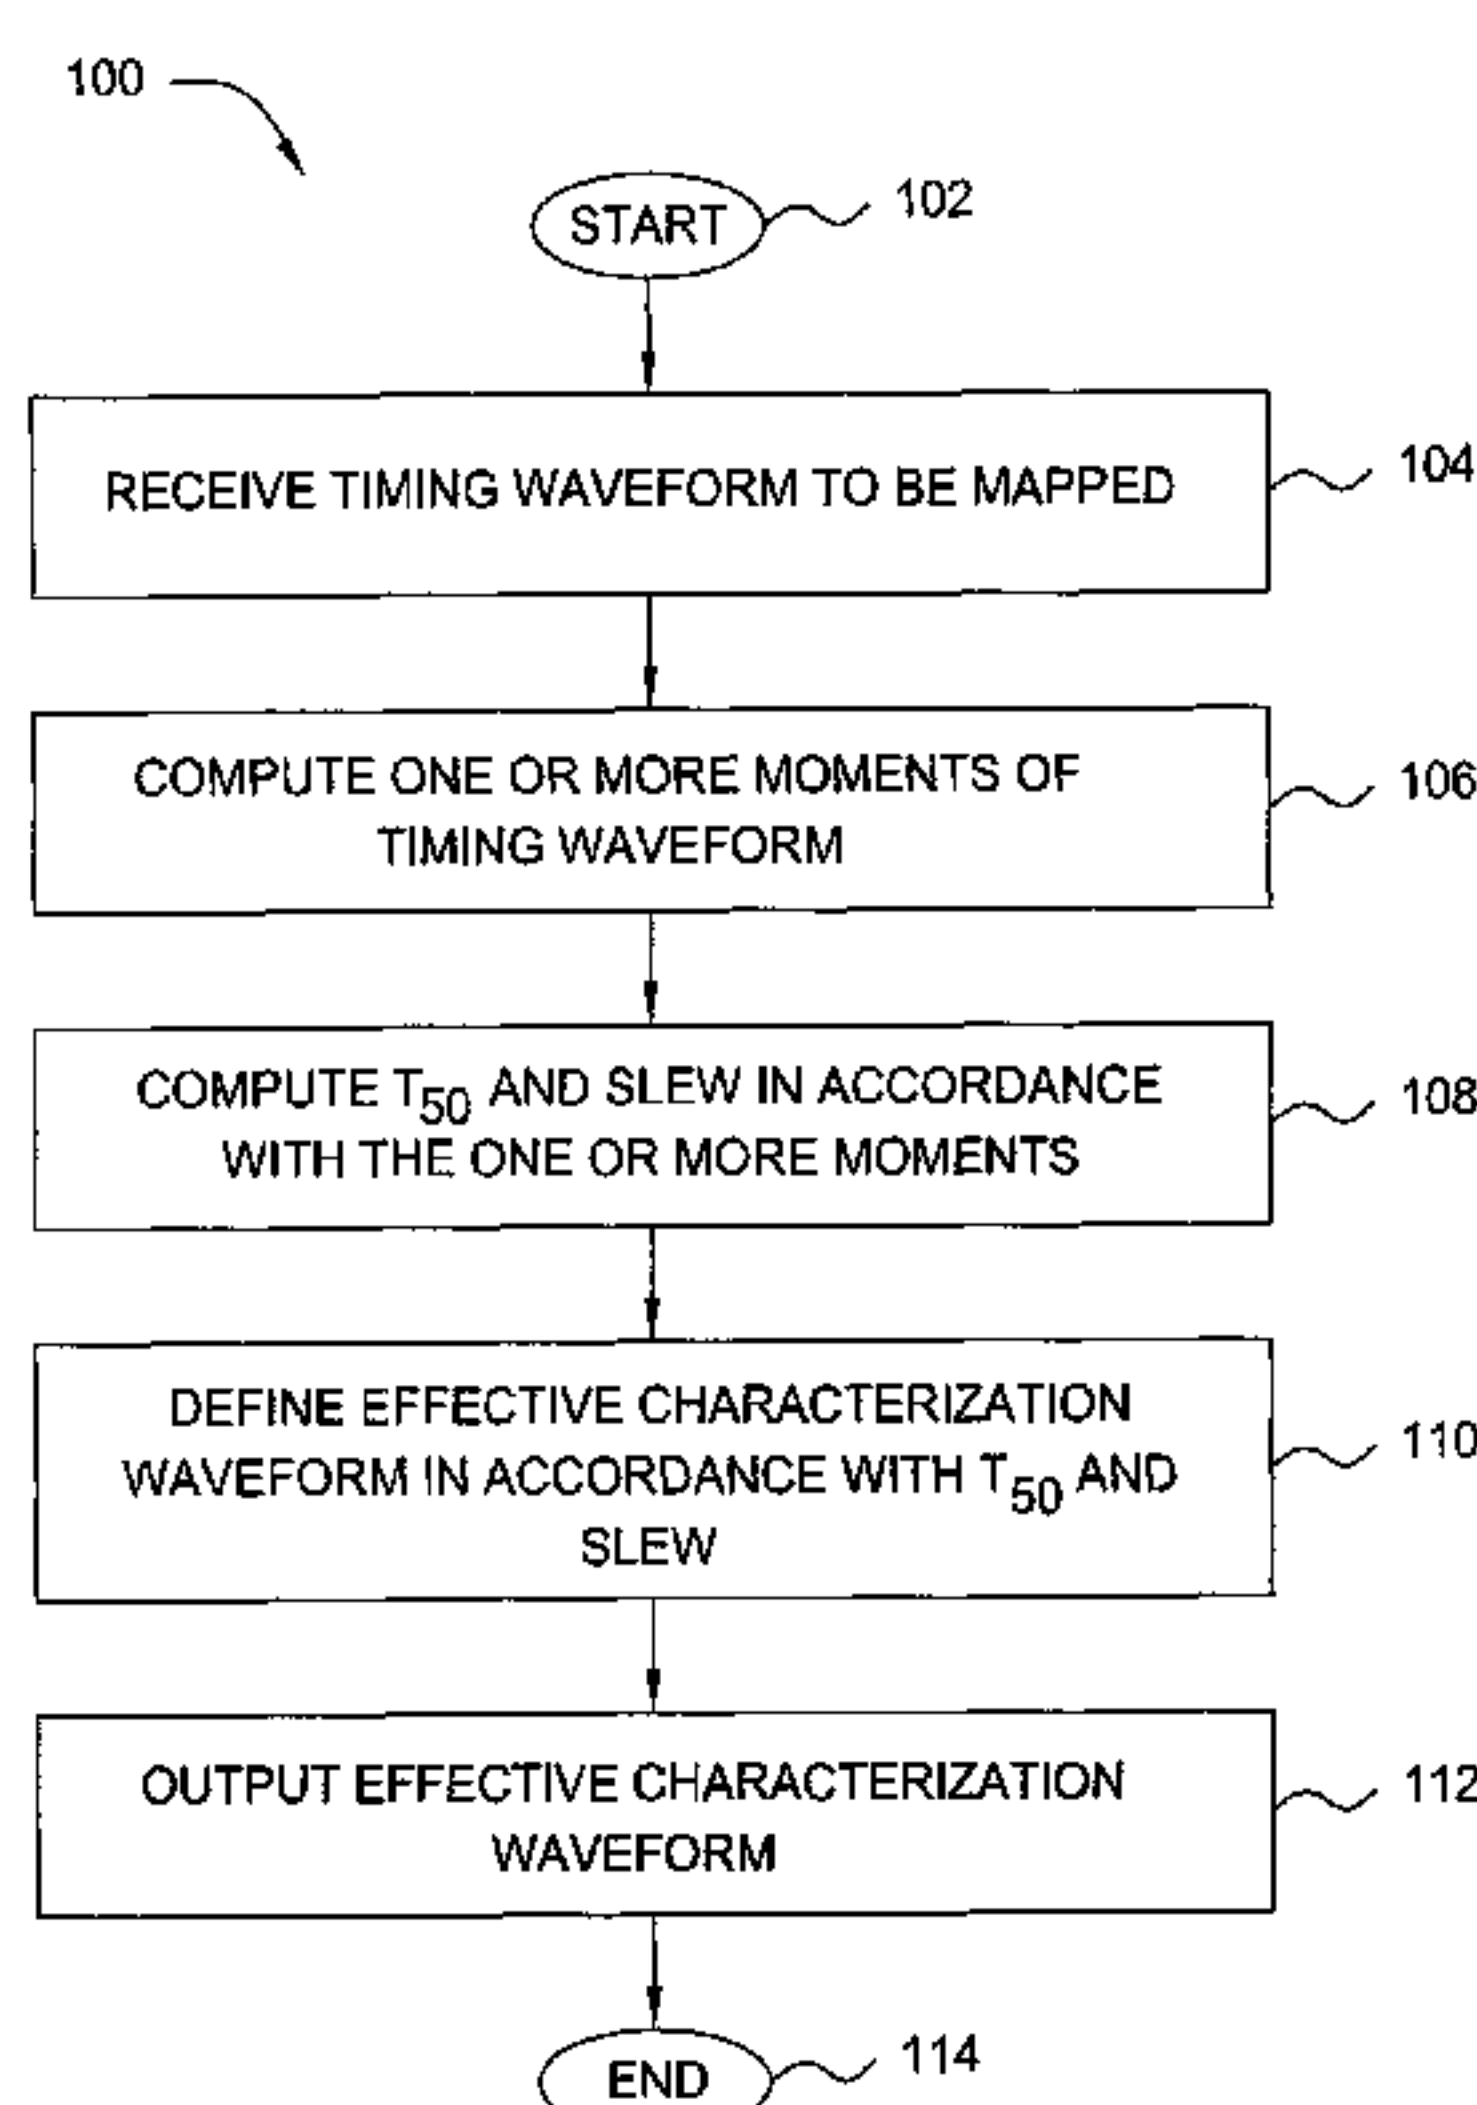 100
START
102
RECEIVE TIMING WAVEFORM TO BE MAPPED
104
COMPUTE ONE OR MORE MOMENTS OF
TIMING WAVEFORM
106
COMPUTE T50 AND SLEW IN ACCORDANCE
WITH THE ONE OR MORE MOMENTS
108
DEFINE EFFECTIVE CHARACTERIZATION
WAVEFORM IN ACCORDANCE WITH T50 AND
SLEW
110
OUTPUT EFFECTIVE CHARACTERIZATION
WAVEFORM
112
END
114